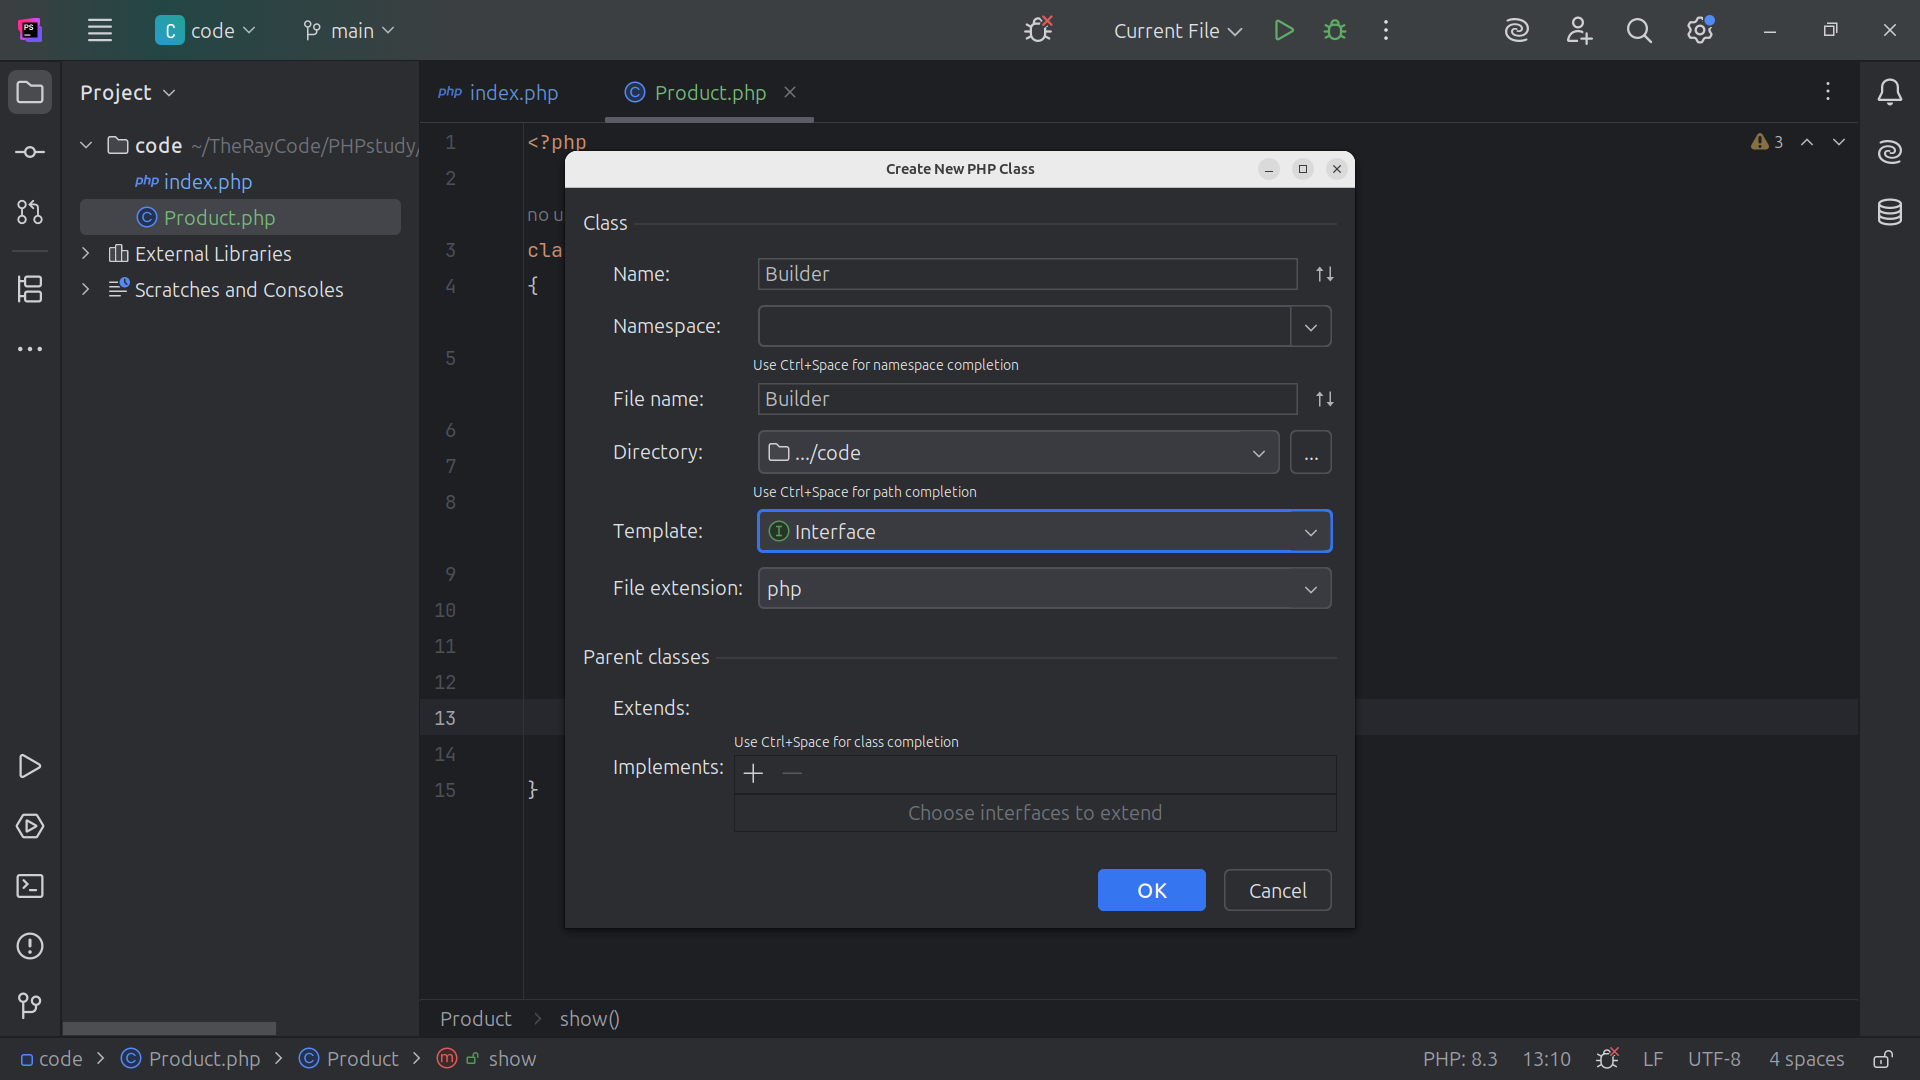 PS
C code
main
Current File
Project
php index.php
C Product.php
code ~/TheRayCode/PHPstudy/
php index.php
C Product.php
External Libraries
Scratches and Consoles
1 <?php
2
no u
3 cla
4 {
5
6
7
8
9
10
11
12
13
14
15 }
3
Create New PHP Class
Class
Name: Builder
Namespace:
Use Ctrl+Space for namespace completion
File name: Builder
Directory: .../code ...
Use Ctrl+Space for path completion
Template: I Interface
File extension: php
Parent classes
Extends:
Use Ctrl+Space for class completion
Implements:
Choose interfaces to extend
OK Cancel
Product > show()
code > C Product.php > C Product > m show
PHP: 8.3 13:10 LF UTF-8 4 spaces